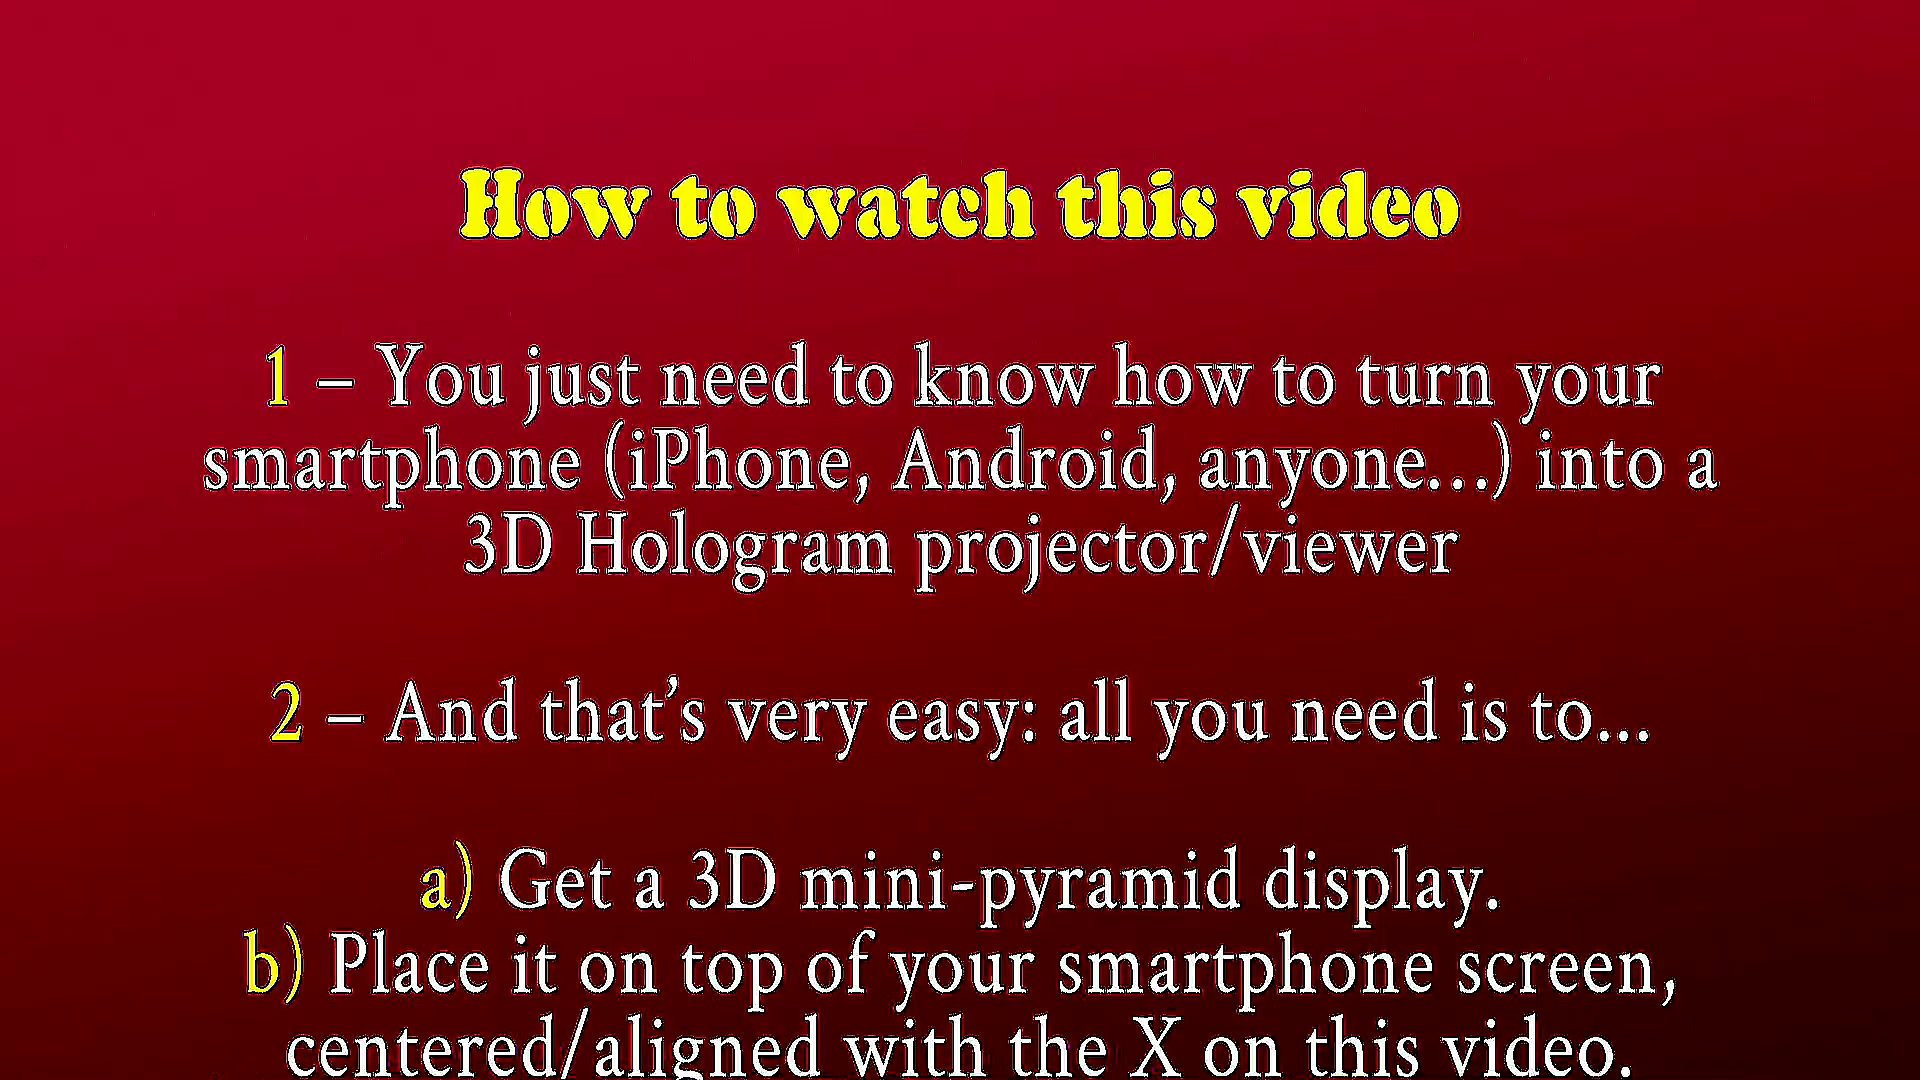 How to watch this video
1 – You just need to know how to turn your
smartphone (iPhone, Android, anyone...) into a
3D Hologram projector/viewer
2 – And that’s very easy: all you need is to...
a) Get a 3D mini-pyramid display.
b) Place it on top of your smartphone screen,
centered/aligned with the X on this video.